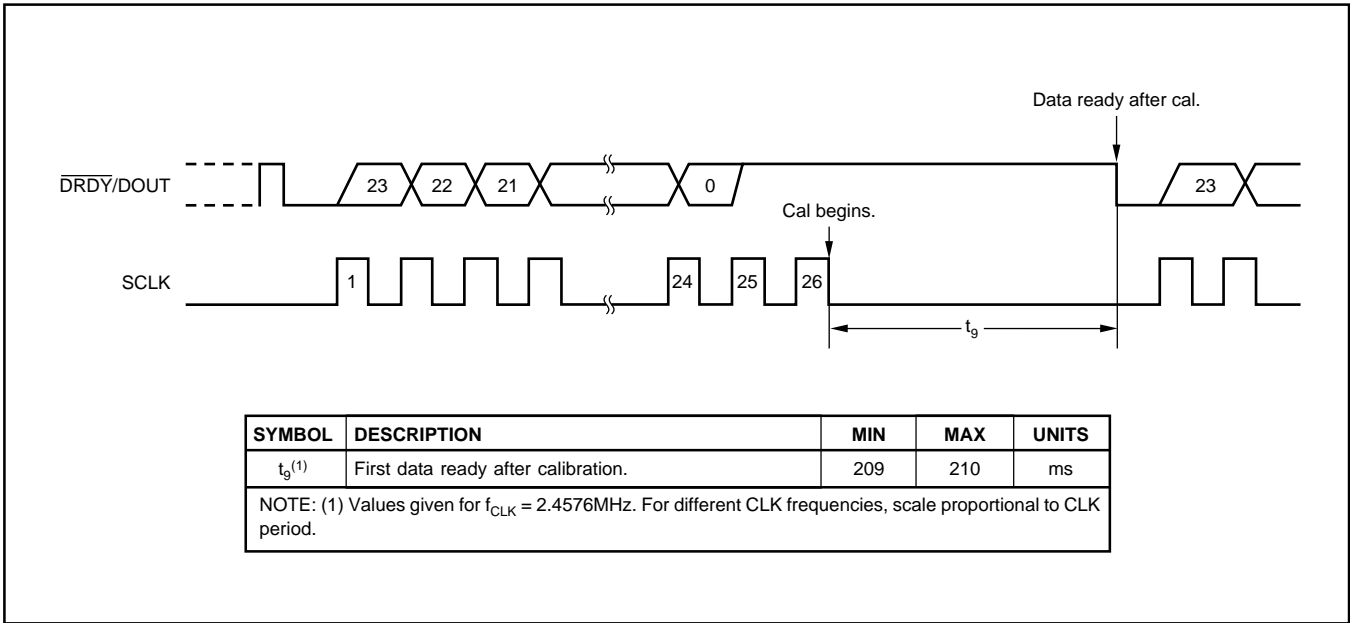 Data ready after cal.
DRDY/DOUT 23 22 21 0 23
Cal begins.
SCLK 1 24 25 26
t9
SYMBOL DESCRIPTION MIN MAX UNITS
t9(1) First data ready after calibration. 209 210 ms
NOTE: (1) Values given for fCLK = 2.4576MHz. For different CLK frequencies, scale proportional to CLK
period.